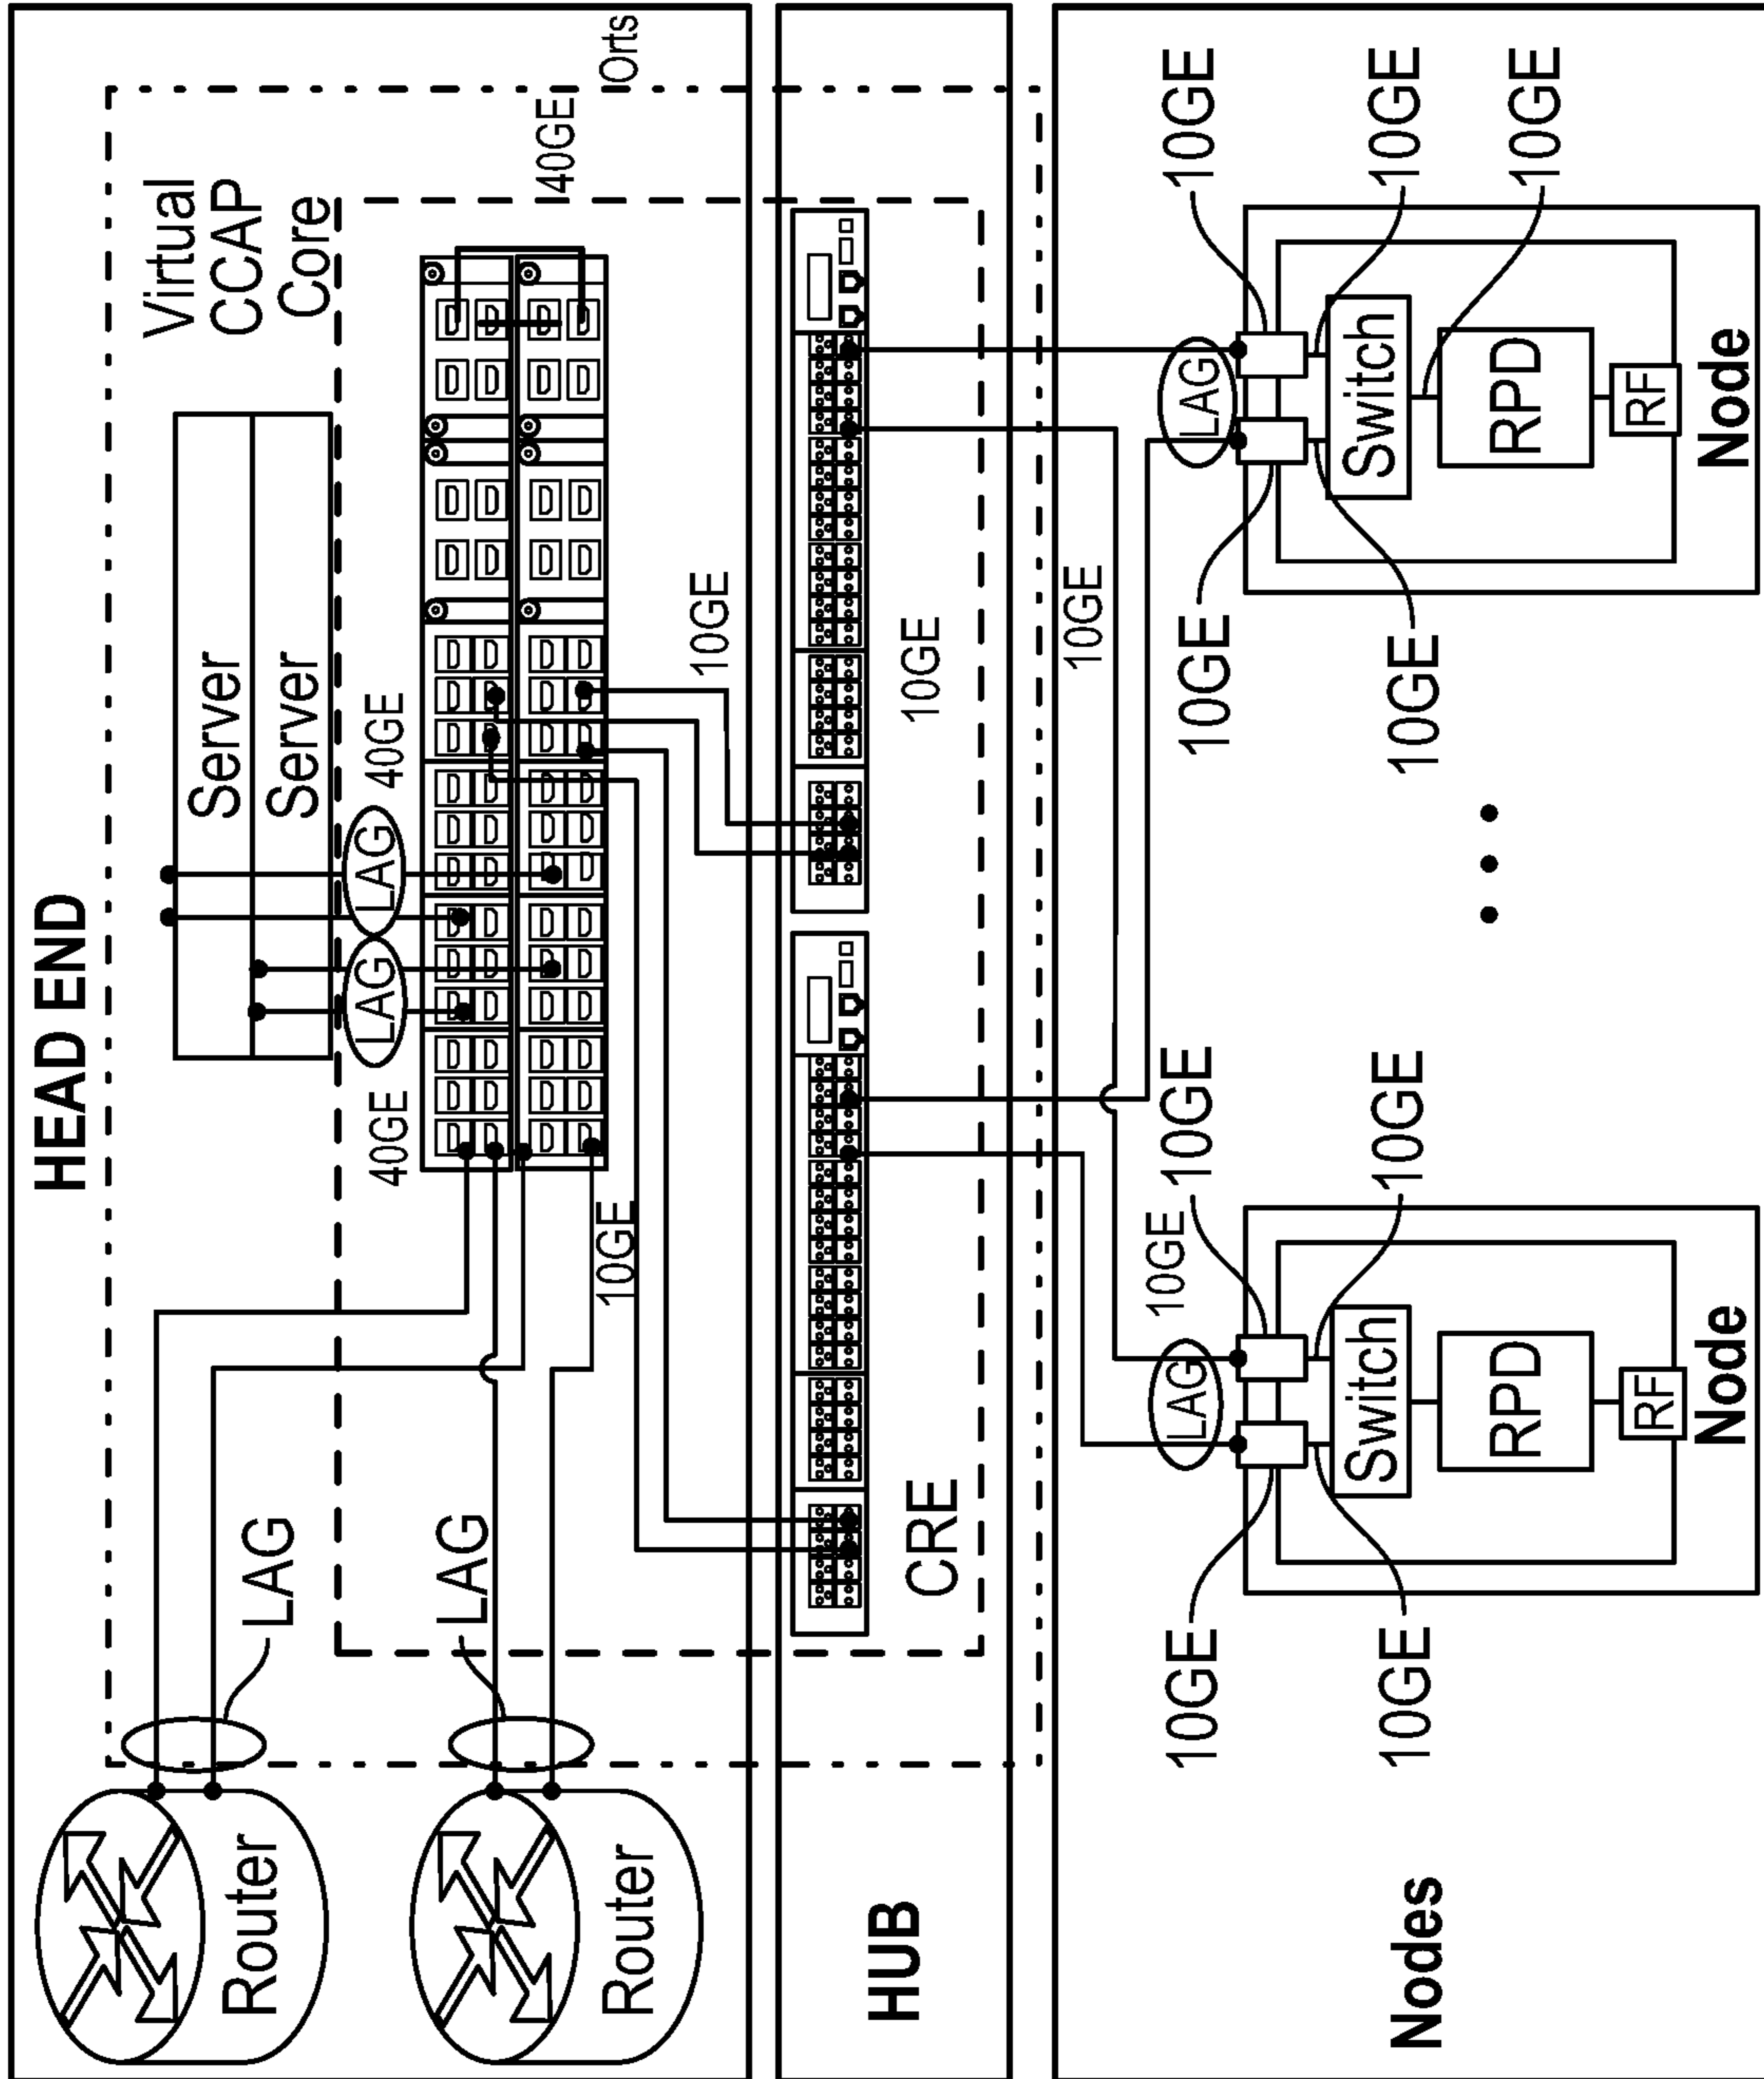 HEAD END
Router
Router
LAG
LAG
Server
Server
Virtual
CCAP
Core
40GE
LAG
LAG
40GE
40GE
Orts
10GE
10GE
HUB
CRE
10GE
Nodes
10GE
10GE
10GE
LAG
10GE
10GE
10GE
Switch
RPD
RF
Node
10GE
10GE
LAG
10GE
10GE
10GE
Switch
RPD
RF
Node